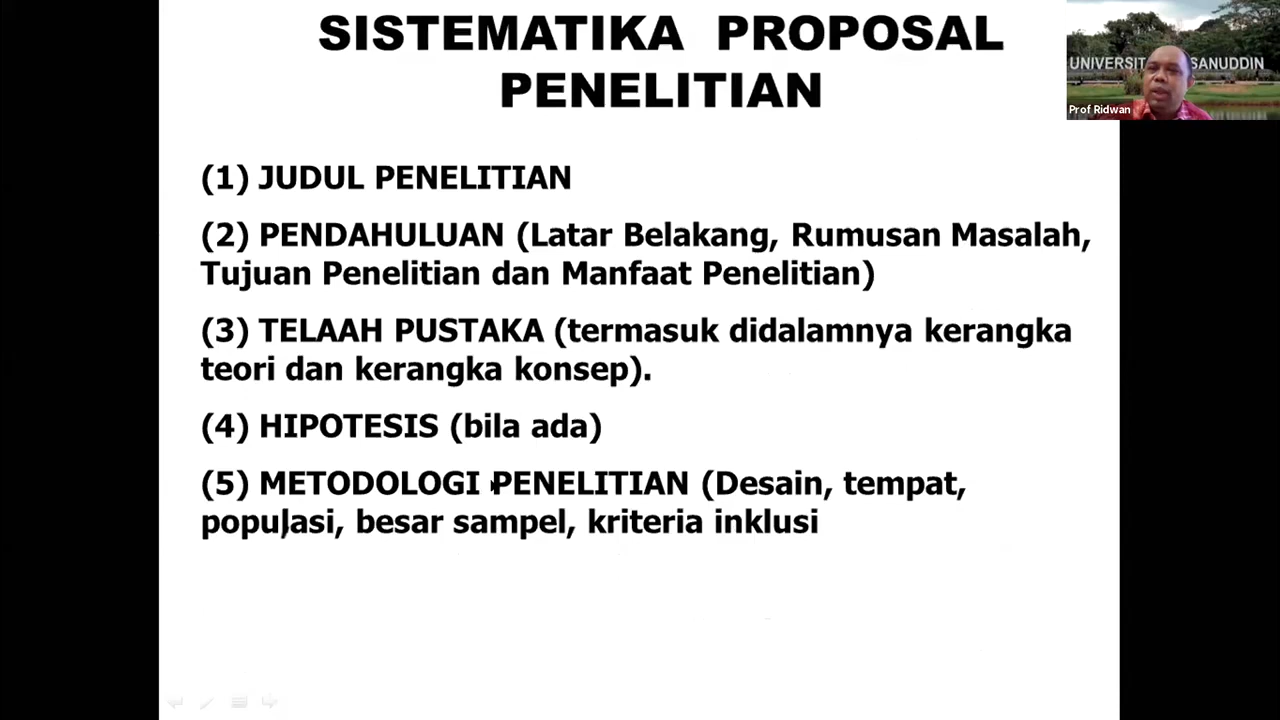 SISTEMATIKA PROPOSAL
PENELITIAN
UNIVERSIT SANUDDIN
Prof Ridwan
(1) JUDUL PENELITIAN
(2) PENDAHULUAN (Latar Belakang, Rumusan Masalah,
Tujuan Penelitian dan Manfaat Penelitian)
(3) TELAAH PUSTAKA (termasuk didalamnya kerangka
teori dan kerangka konsep).
(4) HIPOTESIS (bila ada)
(5) METODOLOGI PENELITIAN (Desain, tempat,
populasi, besar sampel, kriteria inklusi